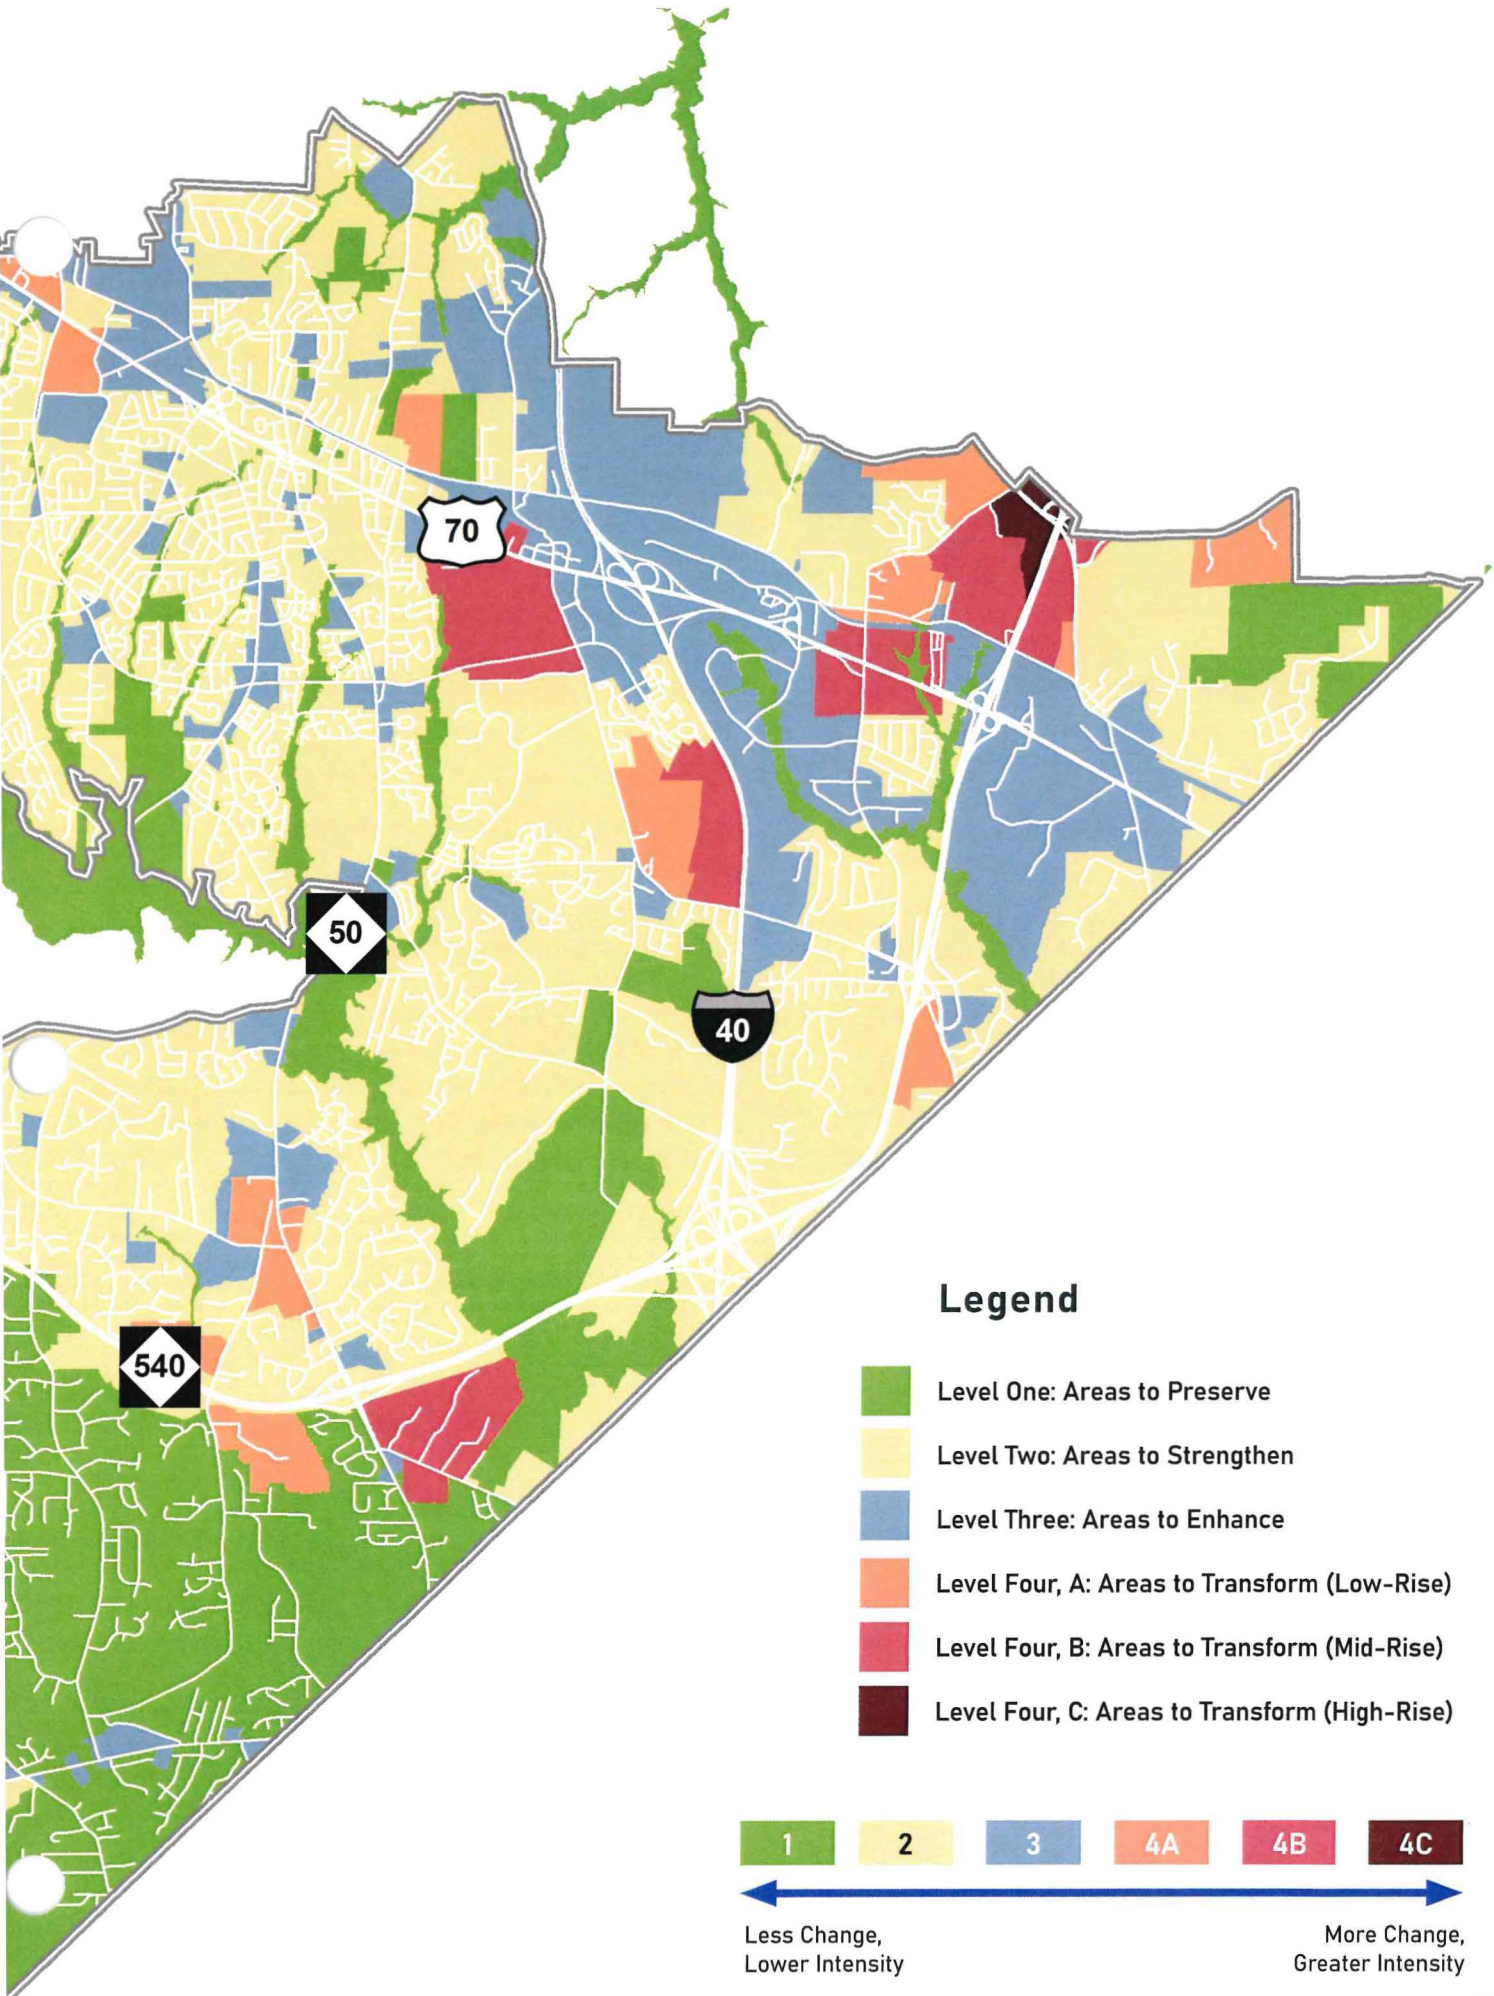 70
50
40
540
Legend
Level One: Areas to Preserve
Level Two: Areas to Strengthen
Level Three: Areas to Enhance
Level Four, A: Areas to Transform (Low-Rise)
Level Four, B: Areas to Transform (Mid-Rise)
Level Four, C: Areas to Transform (High-Rise)
1 2 3 4A 4B 4C
Less Change,
Lower Intensity
More Change,
Greater Intensity